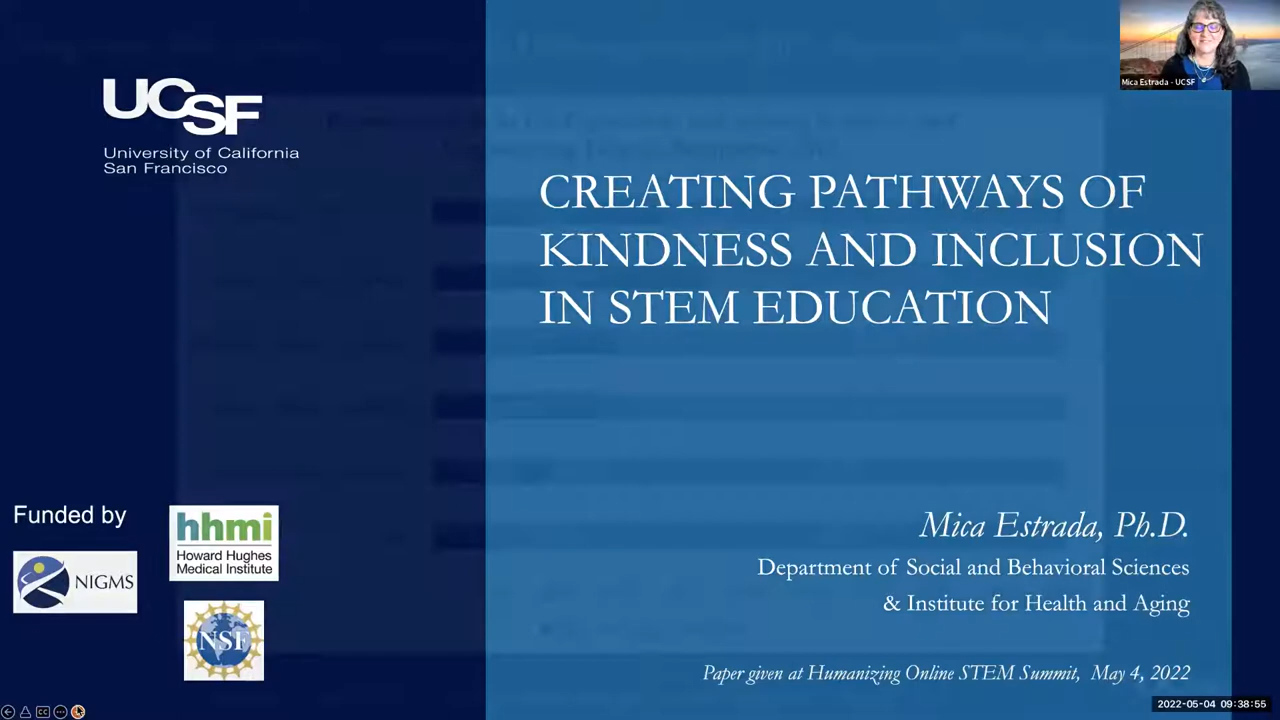 UCSF
University of California
San Francisco
Mica Estrada - UCSF
CREATING PATHWAYS OF
KINDNESS AND INCLUSION
IN STEM EDUCATION
Funded by
hhmi
Howard Hughes
Medical Institute
NIGMS
NSF
Mica Estrada, Ph.D.
Department of Social and Behavioral Sciences
& Institute for Health and Aging
Paper given at Humanizing Online STEM Summit, May 4, 2022
2022-05-04 09:38:55